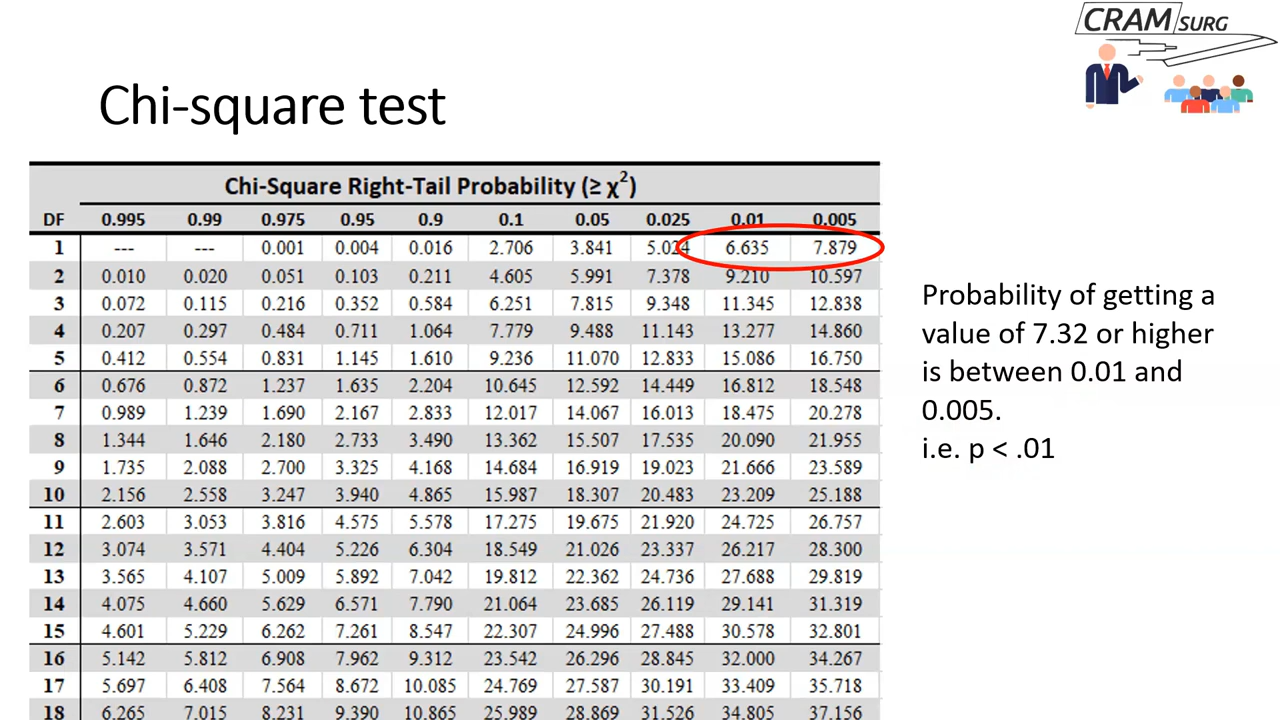 CRAM SURG
Chi-square test
Chi-Square Right-Tail Probability (≥ χ²)
DF 0.995 0.99 0.975 0.95 0.9 0.1 0.05 0.025 0.01 0.005
1 --- --- 0.001 0.004 0.016 2.706 3.841 5.024 6.635 7.879
2 0.010 0.020 0.051 0.103 0.211 4.605 5.991 7.378 9.210 10.597
3 0.072 0.115 0.216 0.352 0.584 6.251 7.815 9.348 11.345 12.838
4 0.207 0.297 0.484 0.711 1.064 7.779 9.488 11.143 13.277 14.860
5 0.412 0.554 0.831 1.145 1.610 9.236 11.070 12.833 15.086 16.750
6 0.676 0.872 1.237 1.635 2.204 10.645 12.592 14.449 16.812 18.548
7 0.989 1.239 1.690 2.167 2.833 12.017 14.067 16.013 18.475 20.278
8 1.344 1.646 2.180 2.733 3.490 13.362 15.507 17.535 20.090 21.955
9 1.735 2.088 2.700 3.325 4.168 14.684 16.919 19.023 21.666 23.589
10 2.156 2.558 3.247 3.940 4.865 15.987 18.307 20.483 23.209 25.188
11 2.603 3.053 3.816 4.575 5.578 17.275 19.675 21.920 24.725 26.757
12 3.074 3.571 4.404 5.226 6.304 18.549 21.026 23.337 26.217 28.300
13 3.565 4.107 5.009 5.892 7.042 19.812 22.362 24.736 27.688 29.819
14 4.075 4.660 5.629 6.571 7.790 21.064 23.685 26.119 29.141 31.319
15 4.601 5.229 6.262 7.261 8.547 22.307 24.996 27.488 30.578 32.801
16 5.142 5.812 6.908 7.962 9.312 23.542 26.296 28.845 32.000 34.267
17 5.697 6.408 7.564 8.672 10.085 24.769 27.587 30.191 33.409 35.718
18 6.265 7.015 8.231 9.390 10.865 25.989 28.869 31.526 34.805 37.156
Probability of getting a
value of 7.32 or higher
is between 0.01 and
0.005.
i.e. p < .01